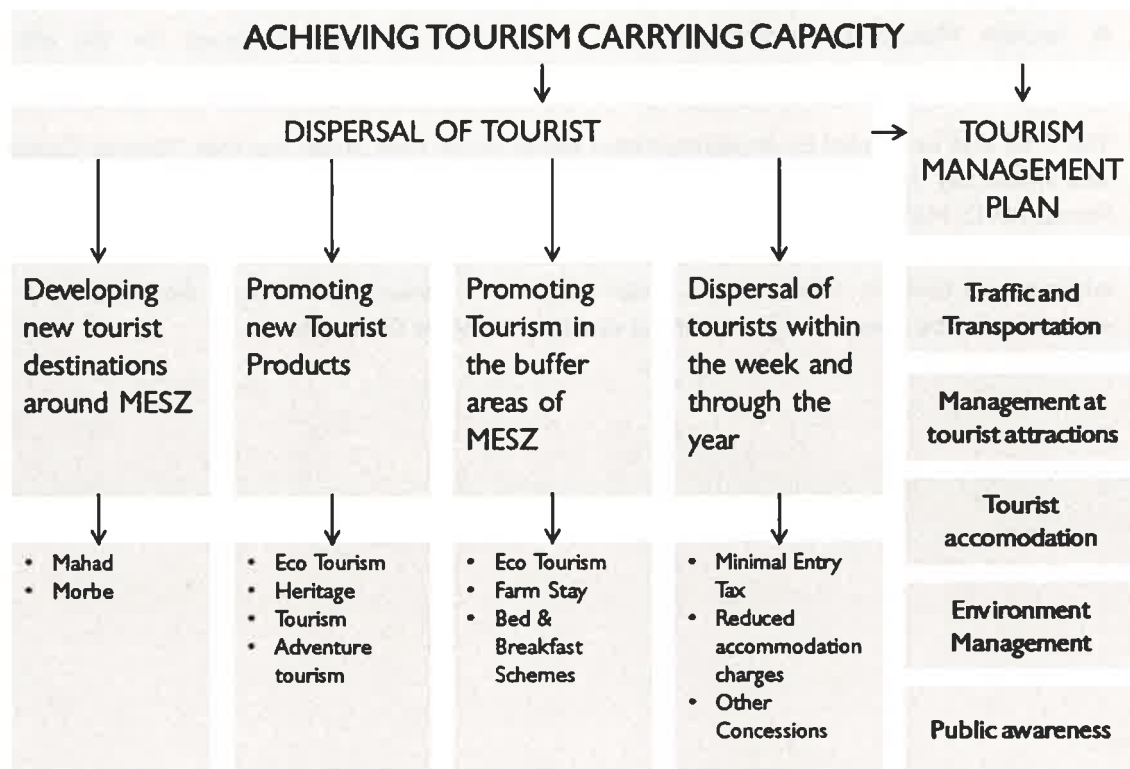 ACHIEVING TOURISM CARRYING CAPACITY
DISPERSAL OF TOURIST
TOURISM
MANAGEMENT
PLAN
Developing
new tourist
destinations
around MESZ
Promoting
new Tourist
Products
Promoting
Tourism in
the buffer
areas of
MESZ
Dispersal of
tourists within
the week and
through the
year
• Mahad
• Morbe
• Eco Tourism
• Heritage
• Tourism
• Adventure
tourism
• Eco Tourism
• Farm Stay
• Bed &
Breakfast
Schemes
• Minimal Entry
Tax
• Reduced
accommodation
charges
• Other
Concessions
Traffic and
Transportation
Management at
tourist attractions
Tourist
accomodation
Environment
Management
Public awareness